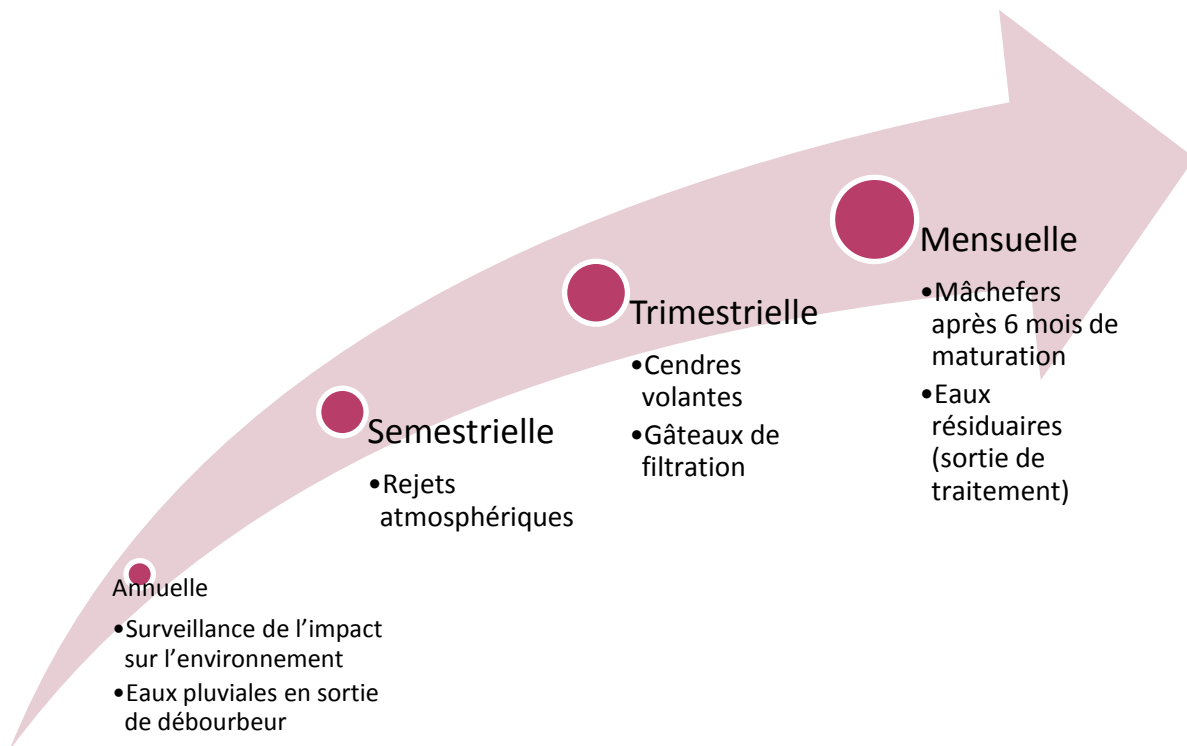 Annuelle
•Surveillance de l’impact
sur l’environnement
•Eaux pluviales en sortie
de débourbeur
Semestrielle
•Rejets
atmosphériques
Trimestrielle
•Cendres
volantes
•Gâteaux de
filtration
Mensuelle
•Mâchefers
après 6 mois de
maturation
•Eaux
résiduaires
(sortie de
traitement)